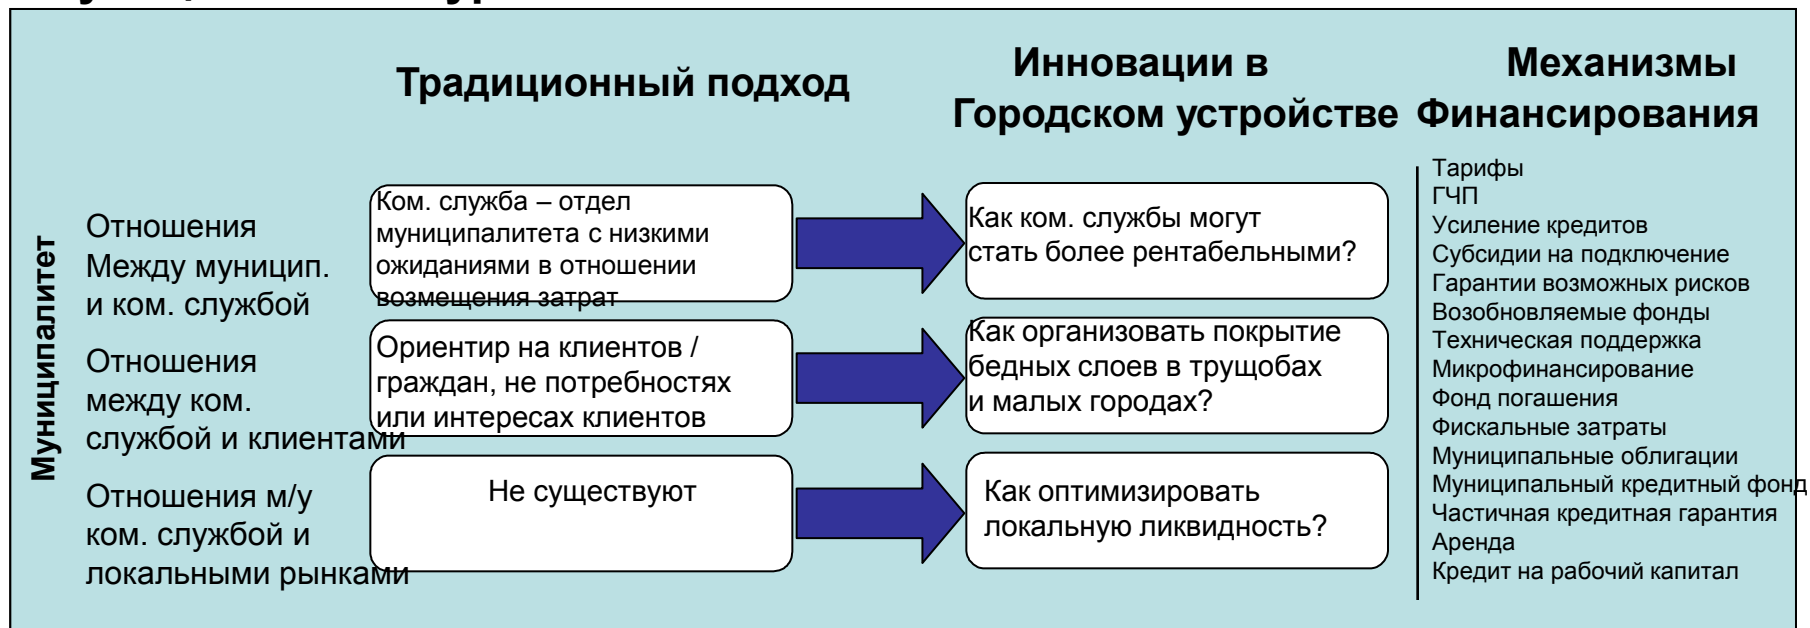 Традиционный подход
Инновации в
Городском устройстве
Механизмы
Финансирования
Муниципалитет
Отношения
Между муницип.
и ком. службой
Ком. служба – отдел
муниципалитета с низкими
ожиданиями в отношении
возмещения затрат
Как ком. службы могут
стать более рентабельными?
Отношения
между ком.
службой и клиентами
Ориентир на клиентов /
граждан, не потребностях
или интересах клиентов
Как организовать покрытие
бедных слоев в трущобах
и малых городах?
Отношения м/у
ком. службой и
локальными рынками
Не существуют
Как оптимизировать
локальную ликвидность?
Тарифы
ГЧП
Усиление кредитов
Субсидии на подключение
Гарантии возможных рисков
Возобновляемые фонды
Техническая поддержка
Микрофинансирование
Фонд погашения
Фискальные затраты
Муниципальные облигации
Муниципальный кредитный фонд
Частичная кредитная гарантия
Аренда
Кредит на рабочий капитал